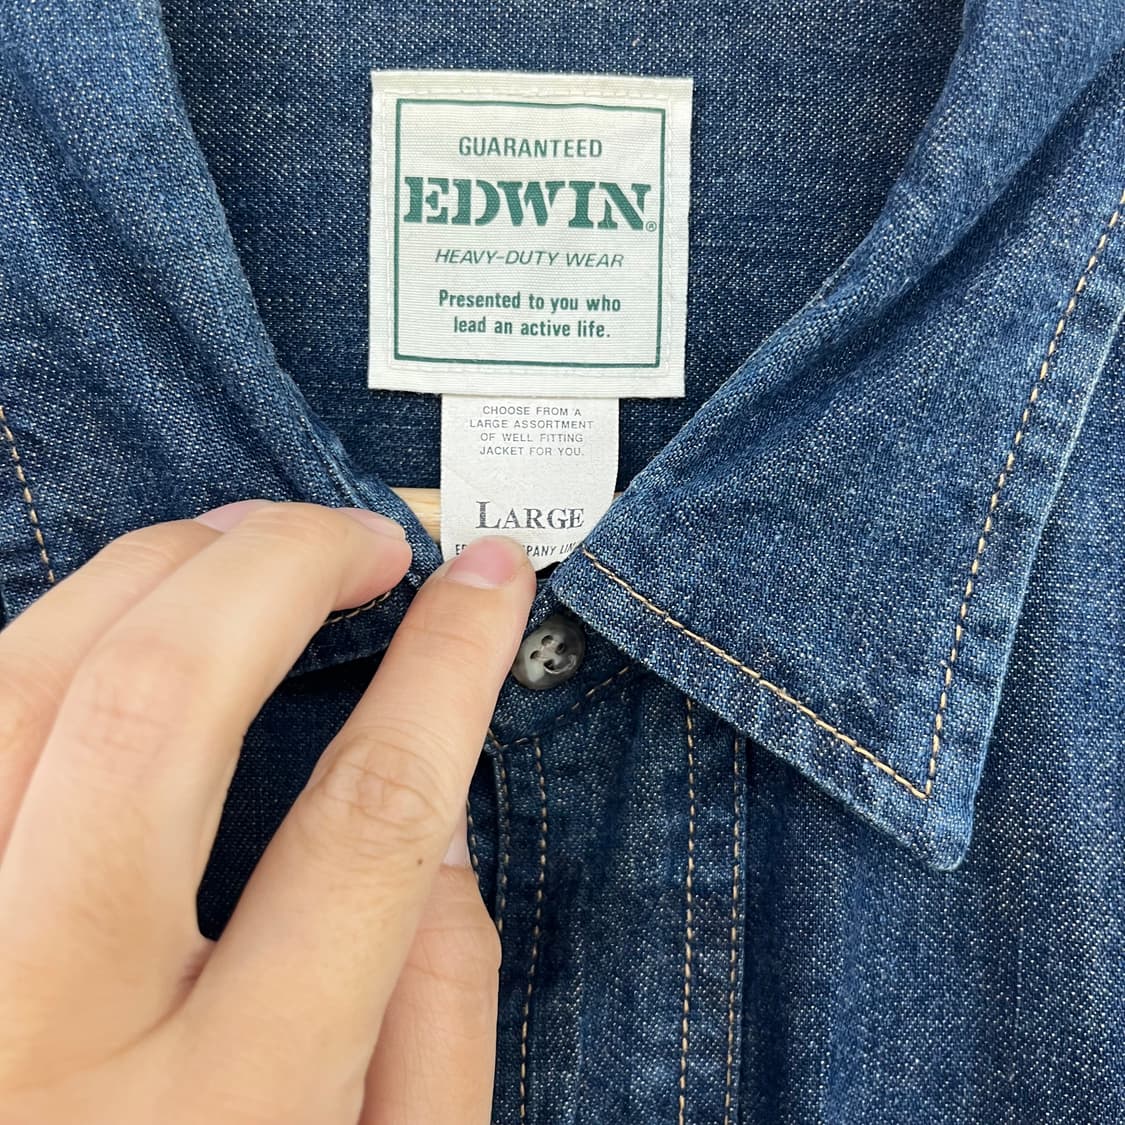 GUARANTEED
EDWIN®
HEAVY-DUTY WEAR
Presented to you who
lead an active life.
CHOOSE FROM A
LARGE ASSORTMENT
OF WELL FITTING
JACKET FOR YOU.
LARGE